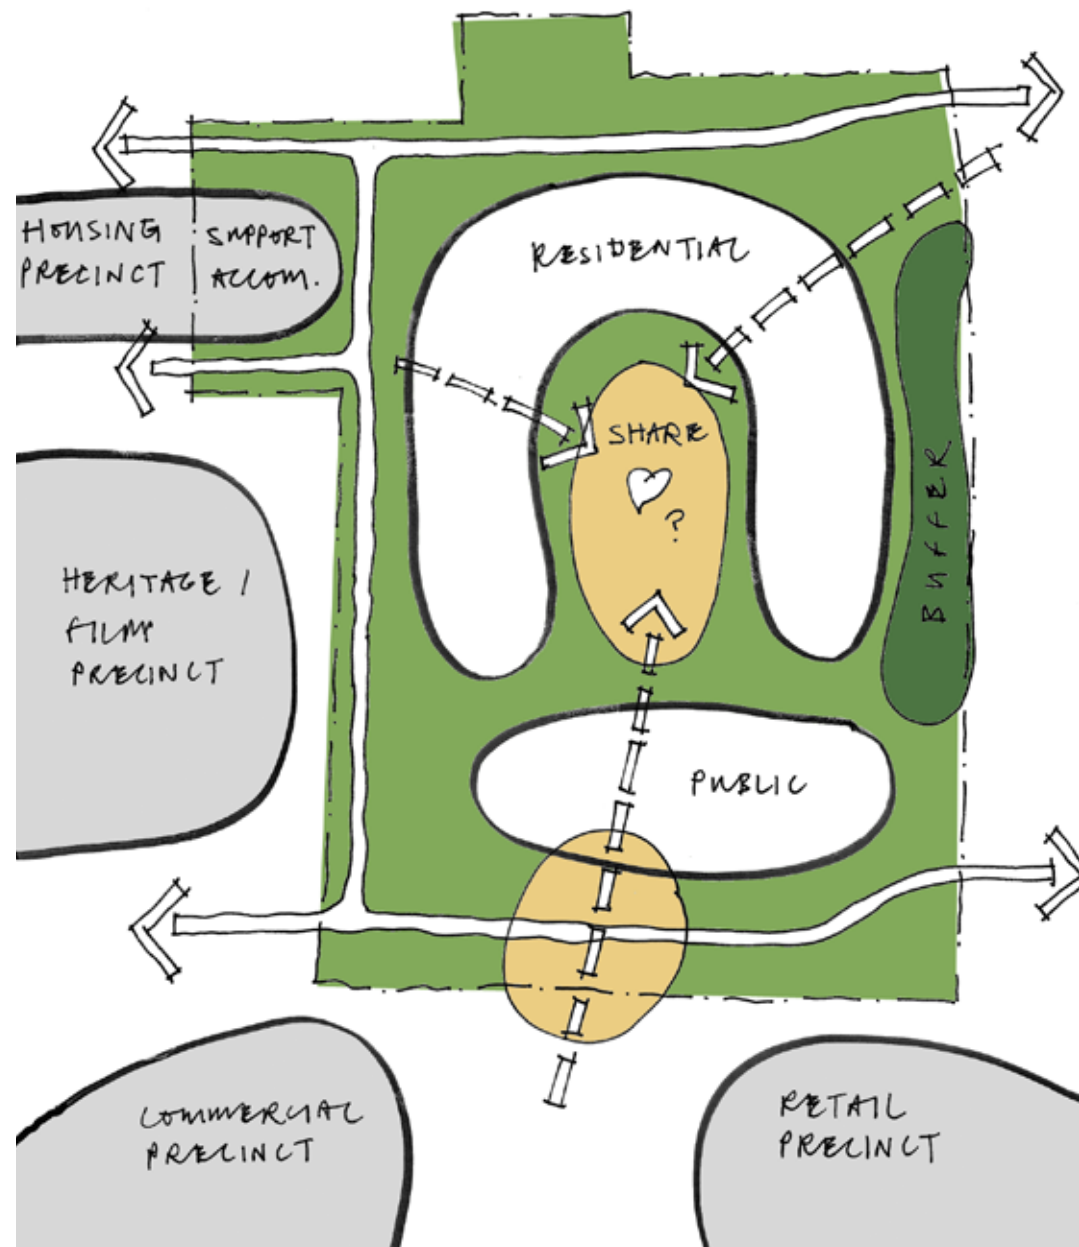 HOUSING
PRECINCT
SUPPORT
ACCOM.
RESIDENTIAL
SHARE
?
BUFFER
HERITAGE /
FILM
PRECINCT
PUBLIC
COMMERCIAL
PRECINCT
RETAIL
PRECINCT